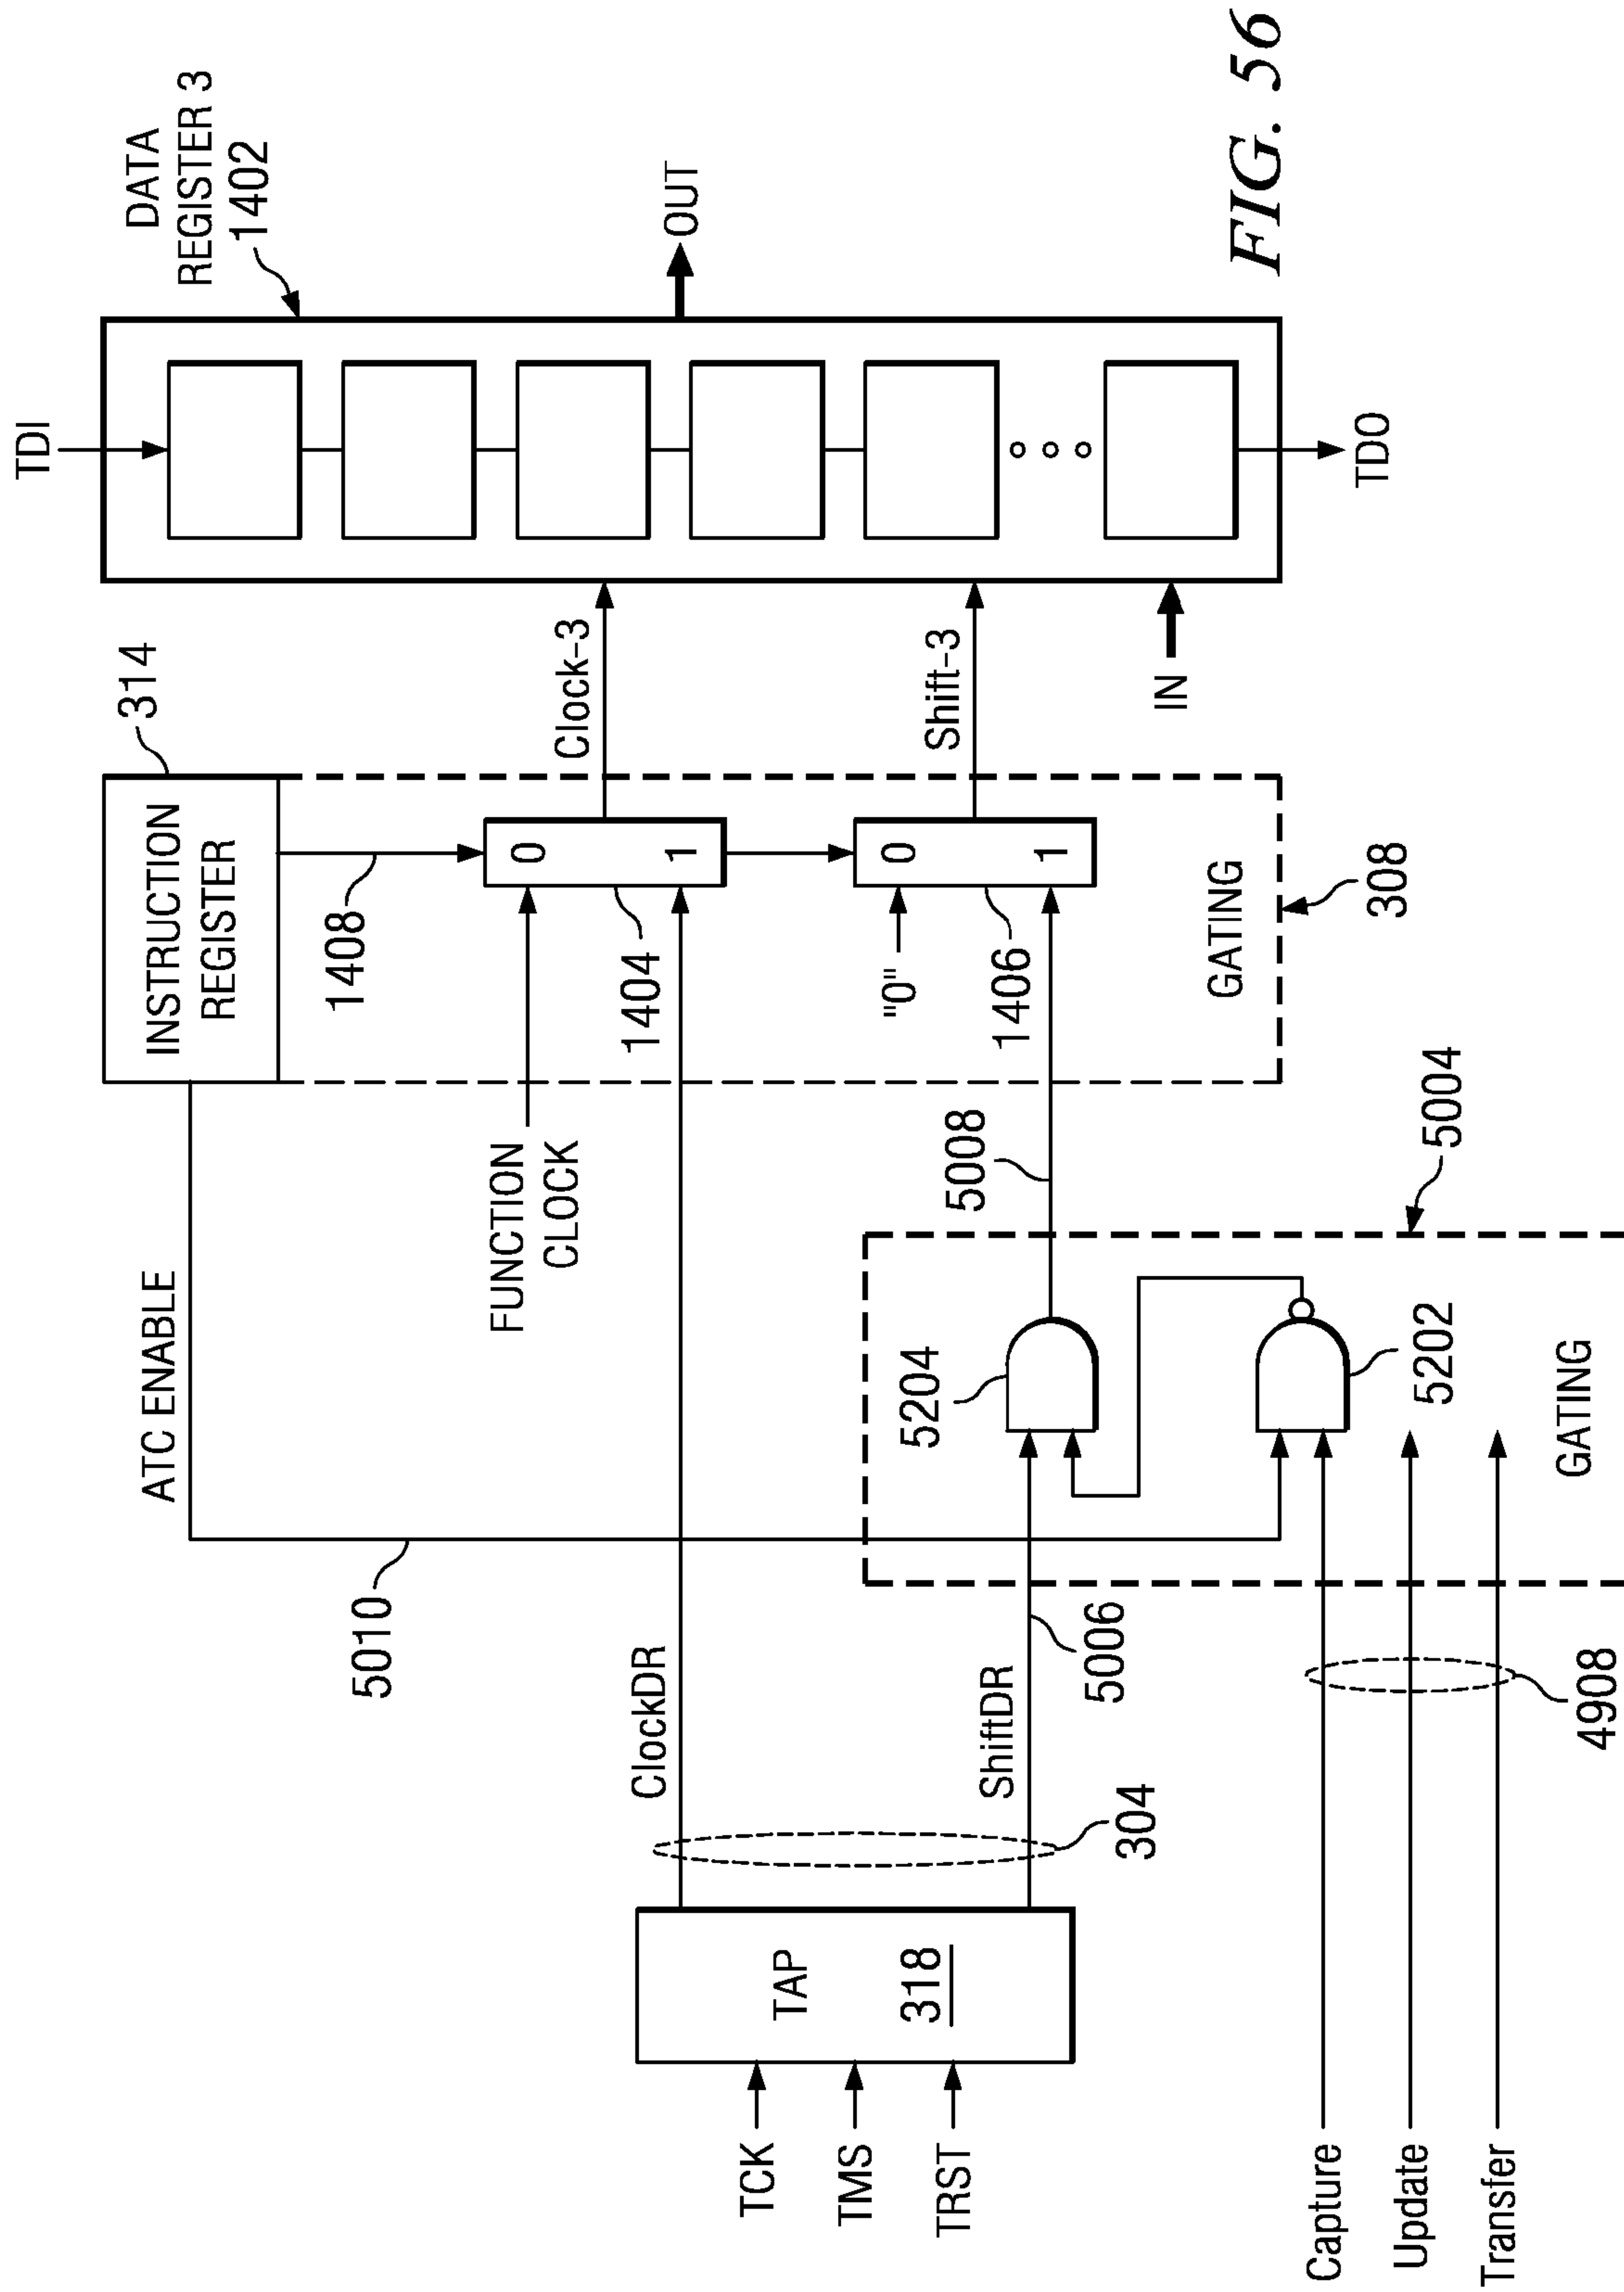 TDI
DATA
REGISTER 3
1402
OUT
TDO
INSTRUCTION
REGISTER
314
ATC ENABLE
5010
1408
FUNCTION
CLOCK
0
1
1404
Clock-3
"0"
0
1
1406
Shift-3
IN
GATING
308
TCK
TMS
TRST
TAP
318
ClockDR
ShiftDR
304
5006
5204
5008
5202
5004
GATING
Capture
Update
Transfer
4908
FIG. 56